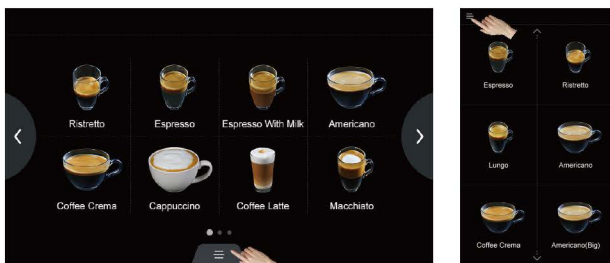 Ristretto Espresso Espresso With Milk Americano
Coffee Crema Cappuccino Coffee Latte Macchiato
Espresso Ristretto
Lungo Americano
Coffee Crema Americano(Big)